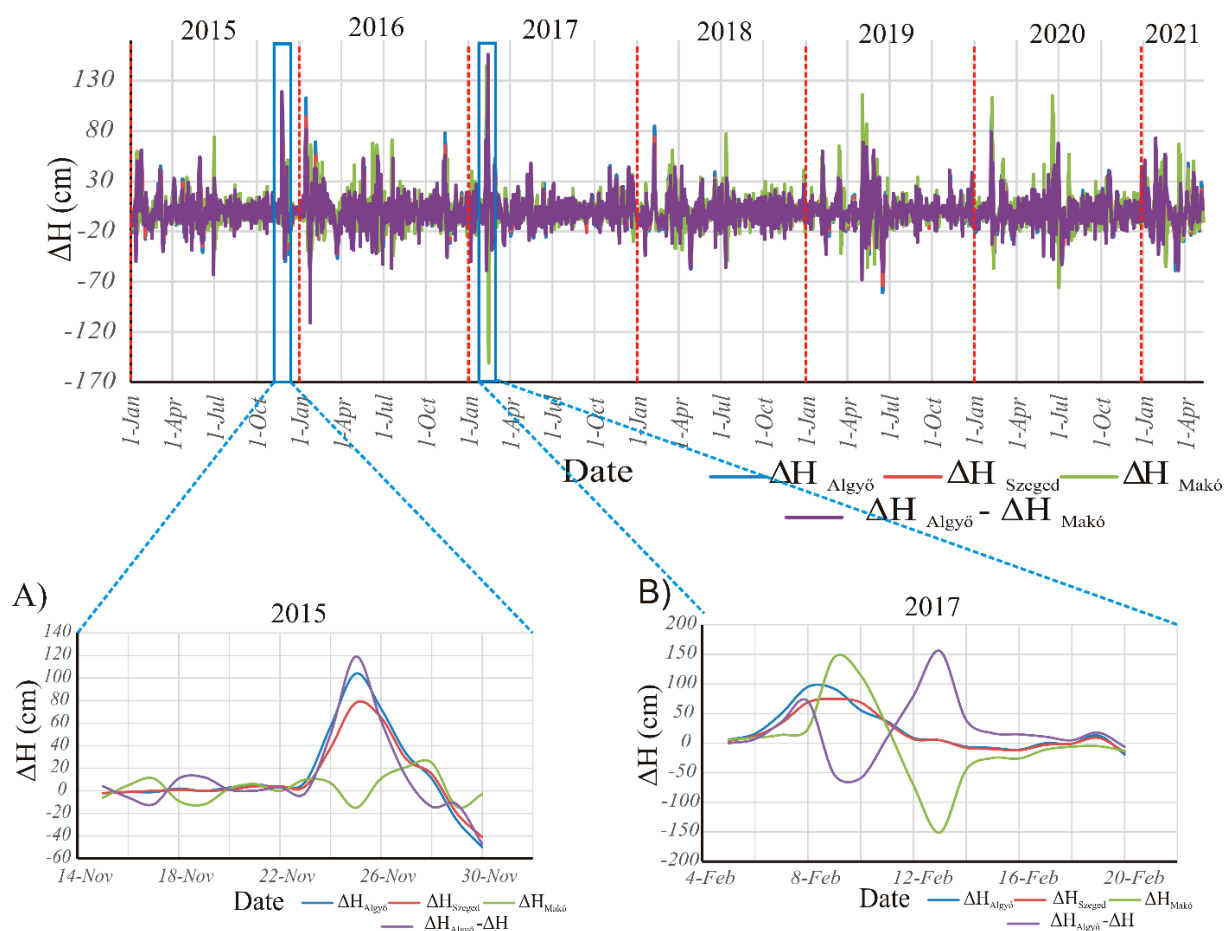 2015 2016 2017 2018 2019 2020 2021
ΔH (cm)
130
80
30
-20
-70
-120
-170
1-Jan 1-Apr 1-Jul 1-Oct 1-Jan 1-Apr 1-Jul 1-Oct 1-Jan 1-Apr 1-Jul 1-Oct 1-Jan 1-Apr 1-Jul 1-Oct 1-Jan 1-Apr 1-Jul 1-Oct 1-Jan 1-Apr 1-Jul 1-Oct 1-Jan 1-Apr
Date
ΔH Algyő ΔH Szeged ΔH Makó
ΔH Algyő - ΔH Makó
A)
2015
ΔH (cm)
140
120
100
80
60
40
20
0
-20
-40
-60
14-Nov 18-Nov 22-Nov 26-Nov 30-Nov
Date
ΔHAlgyő ΔHSzeged ΔHMakó
ΔHAlgyő-ΔH
B)
2017
ΔH (cm)
200
150
100
50
0
-50
-100
-150
-200
4-Feb 8-Feb 12-Feb 16-Feb 20-Feb
Date
ΔHAlgyő ΔHSzeged ΔHMakó
ΔHAlgyő-ΔH